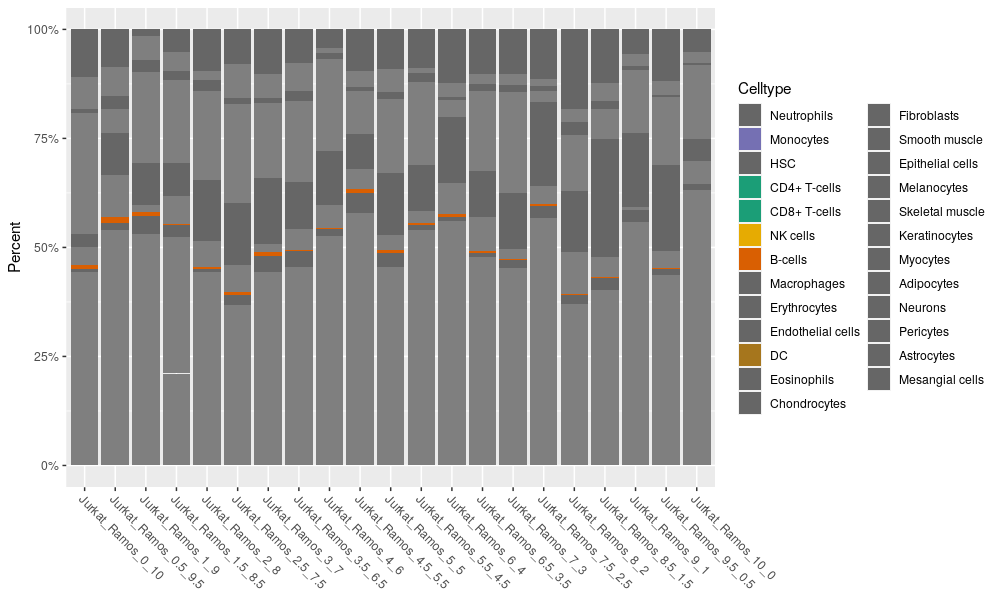 100%
75%
50%
25%
0%
Percent
Jurkat_Ramos_0_10
Jurkat_Ramos_0.5_9.5
Jurkat_Ramos_1_9
Jurkat_Ramos_1.5_8.5
Jurkat_Ramos_2_8
Jurkat_Ramos_2.5_7.5
Jurkat_Ramos_3_7
Jurkat_Ramos_3.5_6.5
Jurkat_Ramos_4_6
Jurkat_Ramos_4.5_5.5
Jurkat_Ramos_5_5
Jurkat_Ramos_5.5_4.5
Jurkat_Ramos_6_4
Jurkat_Ramos_6.5_3.5
Jurkat_Ramos_7_3
Jurkat_Ramos_7.5_2.5
Jurkat_Ramos_8_2
Jurkat_Ramos_8.5_1.5
Jurkat_Ramos_9_1
Jurkat_Ramos_9.5_0.5
Jurkat_Ramos_10_0
Celltype
Neutrophils
Monocytes
HSC
CD4+ T-cells
CD8+ T-cells
NK cells
B-cells
Macrophages
Erythrocytes
Endothelial cells
DC
Eosinophils
Chondrocytes
Fibroblasts
Smooth muscle
Epithelial cells
Melanocytes
Skeletal muscle
Keratinocytes
Myocytes
Adipocytes
Neurons
Pericytes
Astrocytes
Mesangial cells